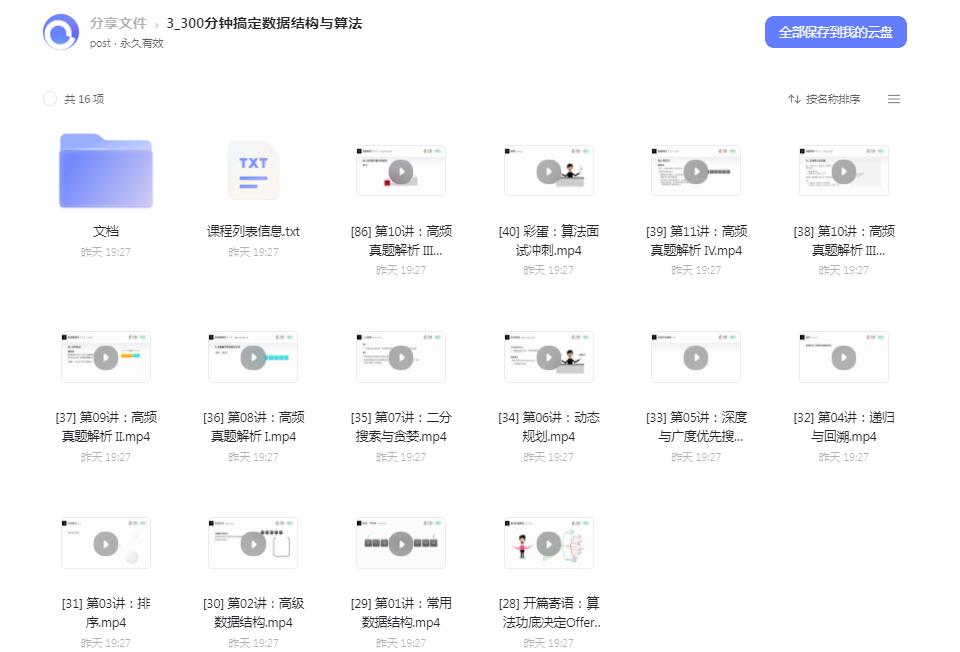 分享文件 › 3_300分钟搞定数据结构与算法
post · 永久有效
全部保存到我的云盘
共 16 项
按名称排序
TXT
文档
昨天 19:27
课程列表信息.txt
昨天 19:27
[86] 第10讲：高频
真题解析 III...
昨天 19:27
[40] 彩蛋：算法面
试冲刺.mp4
昨天 19:27
[39] 第11讲：高频
真题解析 IV.mp4
昨天 19:27
[38] 第10讲：高频
真题解析 III...
昨天 19:27
[37] 第09讲：高频
真题解析 II.mp4
昨天 19:27
[36] 第08讲：高频
真题解析 I.mp4
昨天 19:27
[35] 第07讲：二分
搜索与贪婪.mp4
昨天 19:27
[34] 第06讲：动态
规划.mp4
昨天 19:27
[33] 第05讲：深度
与广度优先搜...
昨天 19:27
[32] 第04讲：递归
与回溯.mp4
昨天 19:27
[31] 第03讲：排
序.mp4
昨天 19:27
[30] 第02讲：高级
数据结构.mp4
昨天 19:27
[29] 第01讲：常用
数据结构.mp4
昨天 19:27
[28] 开篇寄语：算
法功底决定Offer..
昨天 19:27